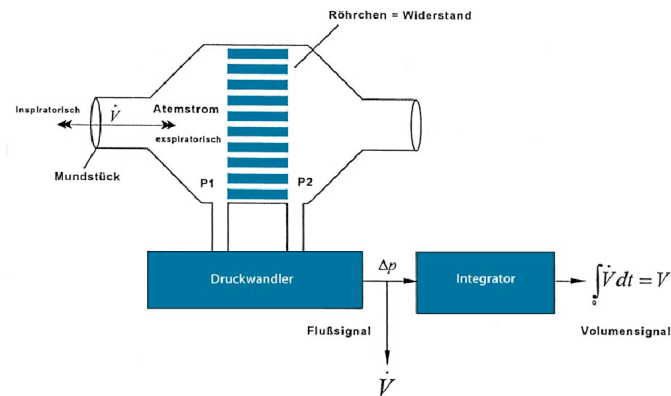 Röhrchen = Widerstand
inspiratorisch
V̇
Atemstrom
exspiratorisch
Mundstück
P1
P2
Druckwandler
Δp
Integrator
∫₀ V̇ dt = V
Flußsignal
Volumensignal
V̇